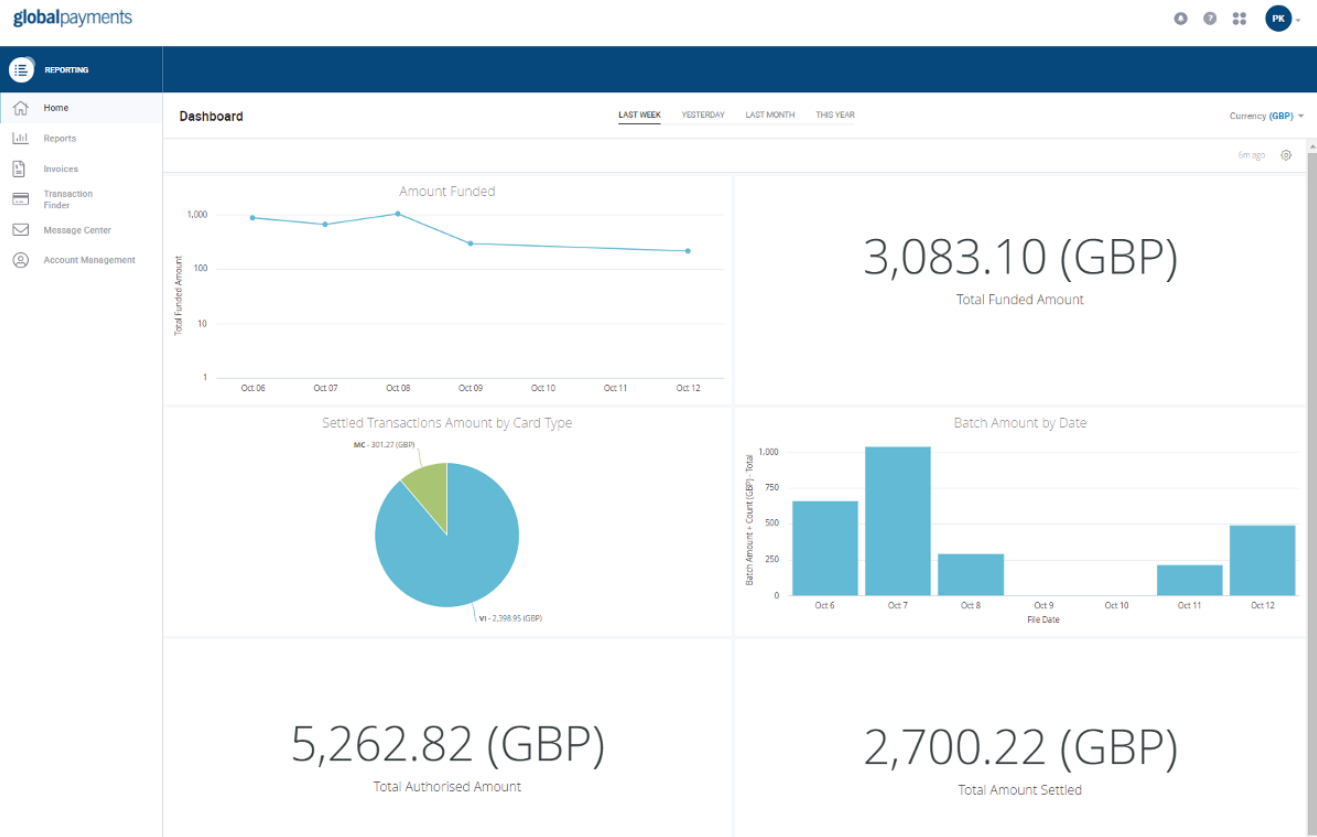 globalpayments
PK
REPORTING
Home
Reports
Invoices
Transaction
Finder
Message Center
Account Management
Dashboard
LAST WEEK
YESTERDAY
LAST MONTH
THIS YEAR
Currency (GBP)
6m ago
Amount Funded
Total Funded Amount
1,000
100
10
1
Oct 06
Oct 07
Oct 08
Oct 09
Oct 10
Oct 11
Oct 12
3,083.10 (GBP)
Total Funded Amount
Settled Transactions Amount by Card Type
MC - 301.27 (GBP)
VI - 2,398.95 (GBP)
Batch Amount by Date
Batch Amount + Count (GBP) - Total
1,000
750
500
250
0
Oct 6
Oct 7
Oct 8
Oct 9
Oct 10
Oct 11
Oct 12
File Date
5,262.82 (GBP)
Total Authorised Amount
2,700.22 (GBP)
Total Amount Settled